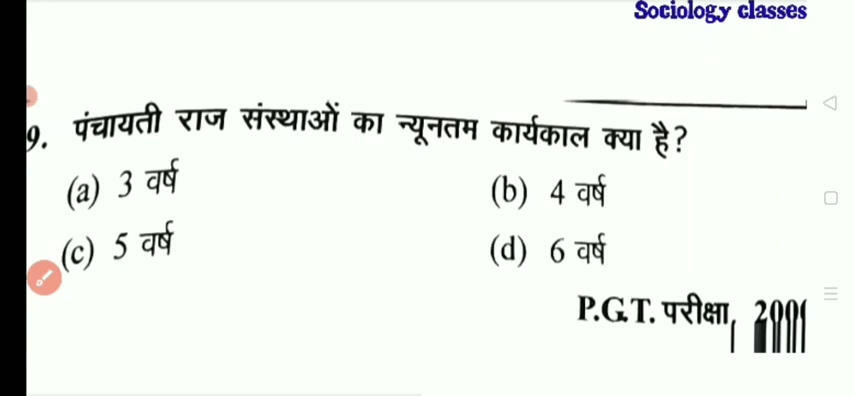 Sociology classes
9. पंचायती राज संस्थाओं का न्यूनतम कार्यकाल क्या है?
(a) 3 वर्ष (b) 4 वर्ष
(c) 5 वर्ष (d) 6 वर्ष
P.G.T. परीक्षा,